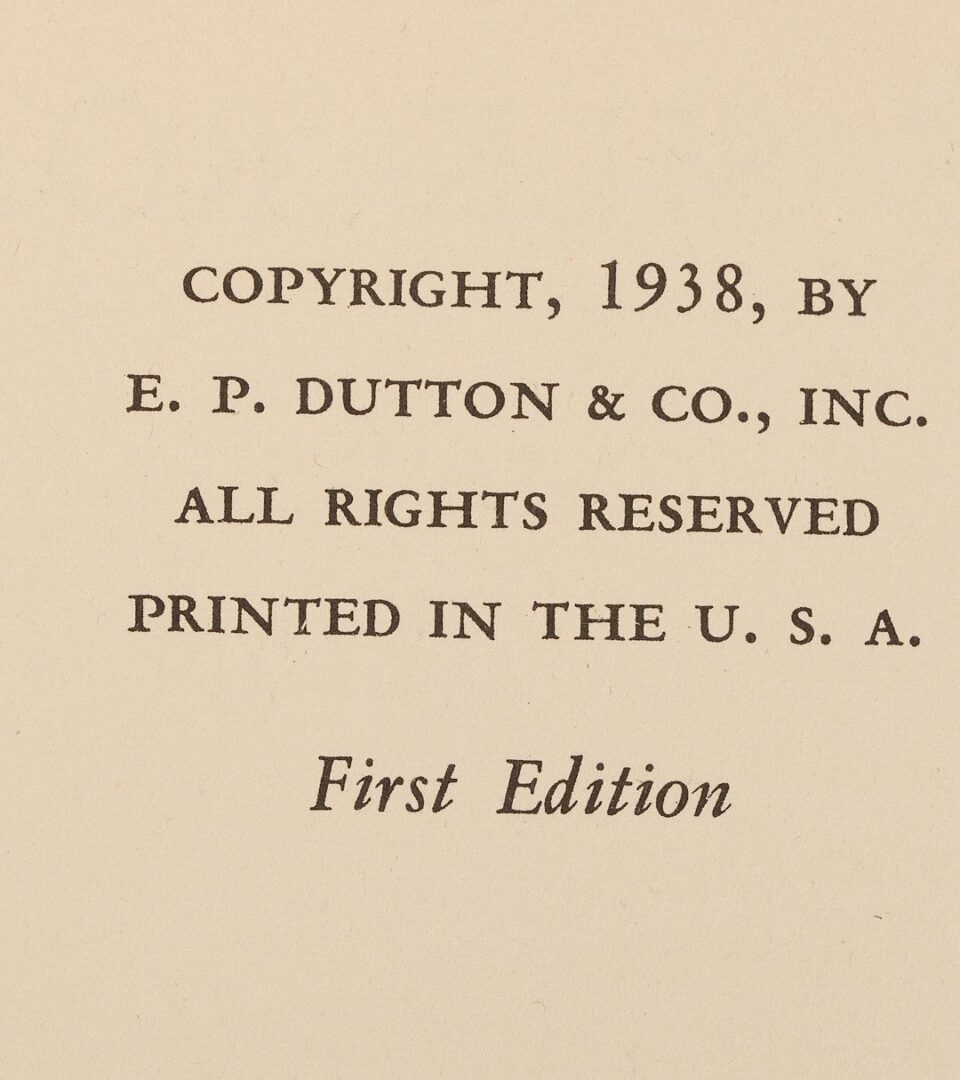 COPYRIGHT, 1938, BY
E. P. DUTTON & CO., INC.
ALL RIGHTS RESERVED
PRINTED IN THE U. S. A.
First Edition